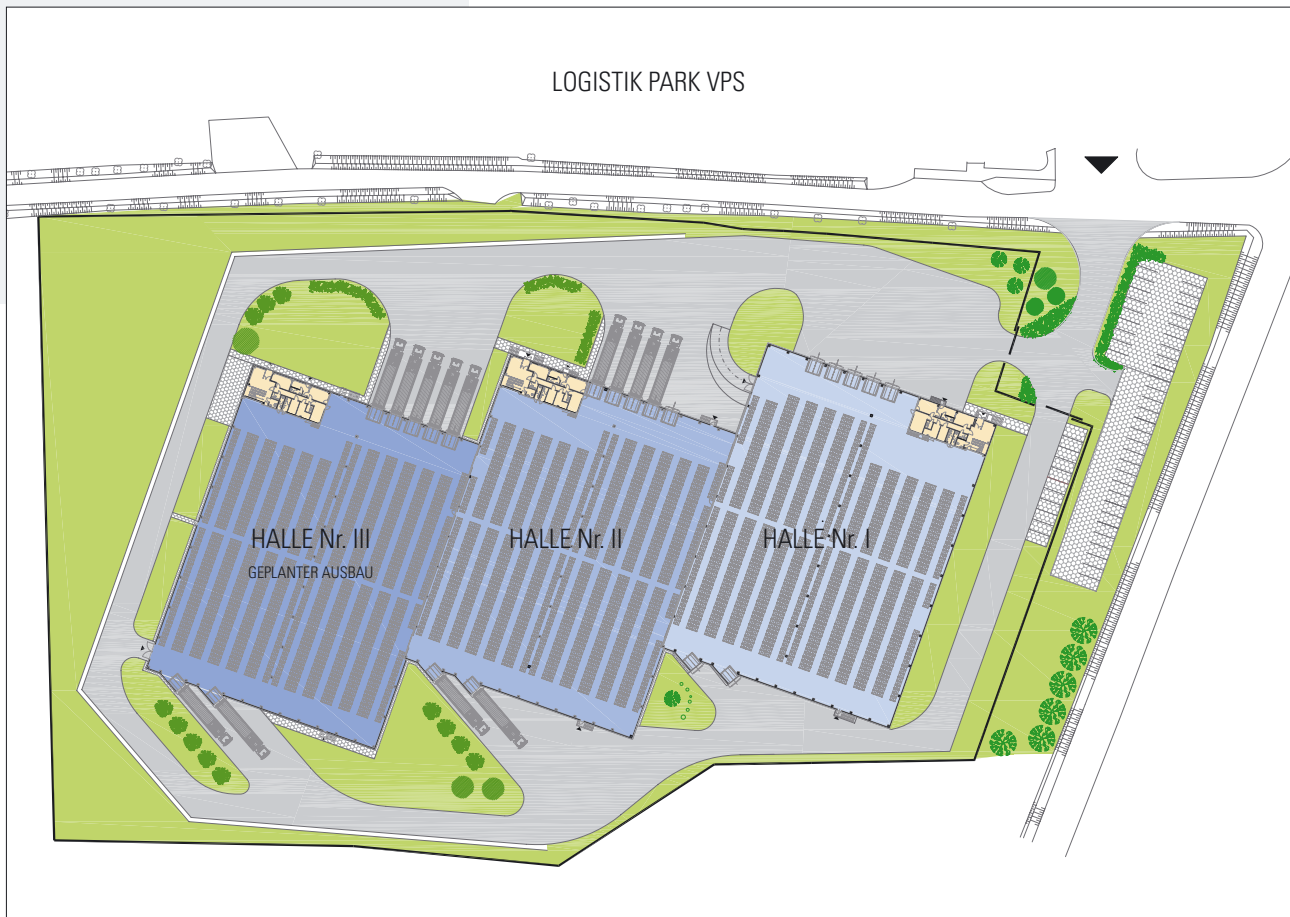 LOGISTIK PARK VPS
HALLE Nr. III
GEPLANTER AUSBAU
HALLE Nr. II
HALLE Nr. I